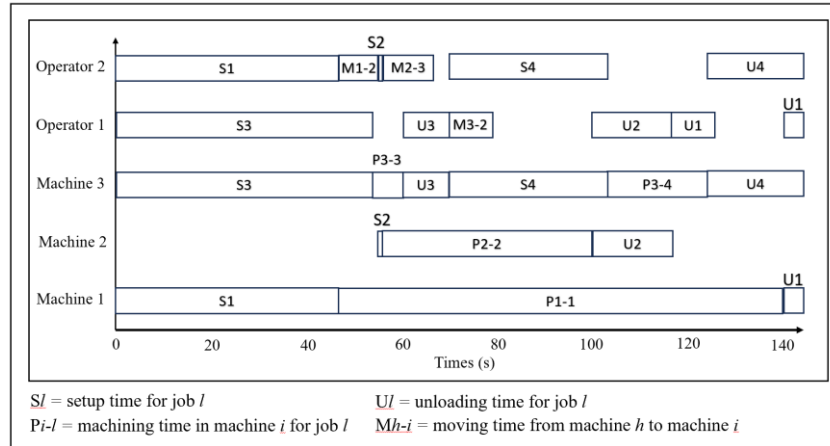 S2
Operator 2 S1 M1-2 M2-3 S4 U4
U1
Operator 1 S3 U3 M3-2 U2 U1
P3-3
Machine 3 S3 U3 S4 P3-4 U4
S2
Machine 2 P2-2 U2
U1
Machine 1 S1 P1-1
0 20 40 60 80 100 120 140
Times (s)
Sl = setup time for job l Ul = unloading time for job l
Pi-l = machining time in machine i for job l Mh-i = moving time from machine h to machine i